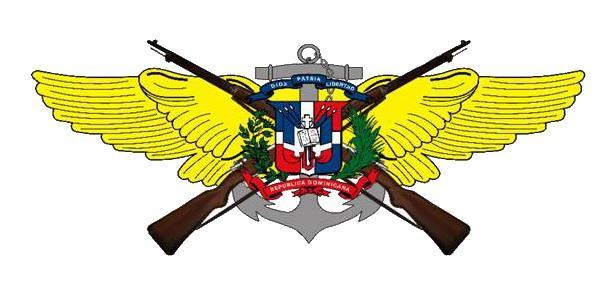 DIOS PATRIA LIBERTAD
REPUBLICA DOMINICANA